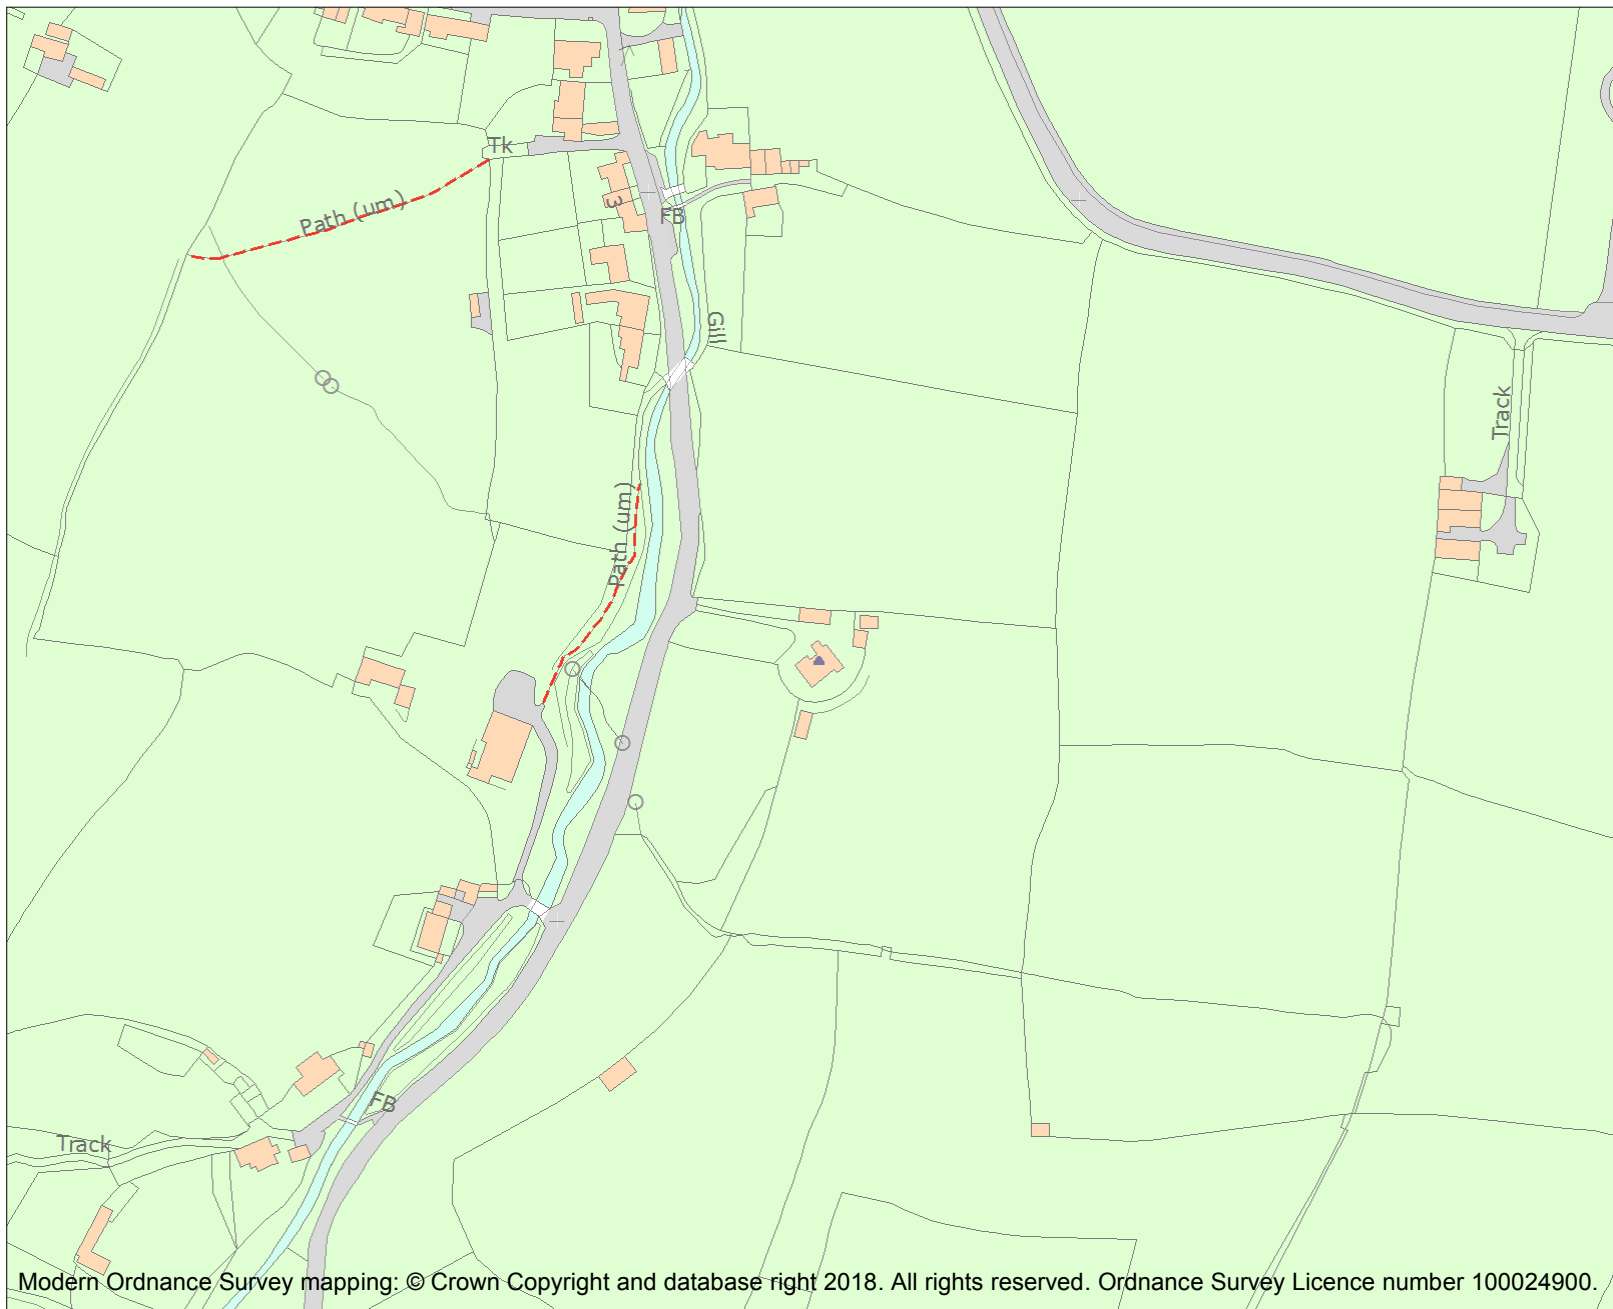 Tk
Path (um)
3
FB
Gill
Track
Path (um)
FB
Track
Modern Ordnance Survey mapping: © Crown Copyright and database right 2018. All rights reserved. Ordnance Survey Licence number 100024900.